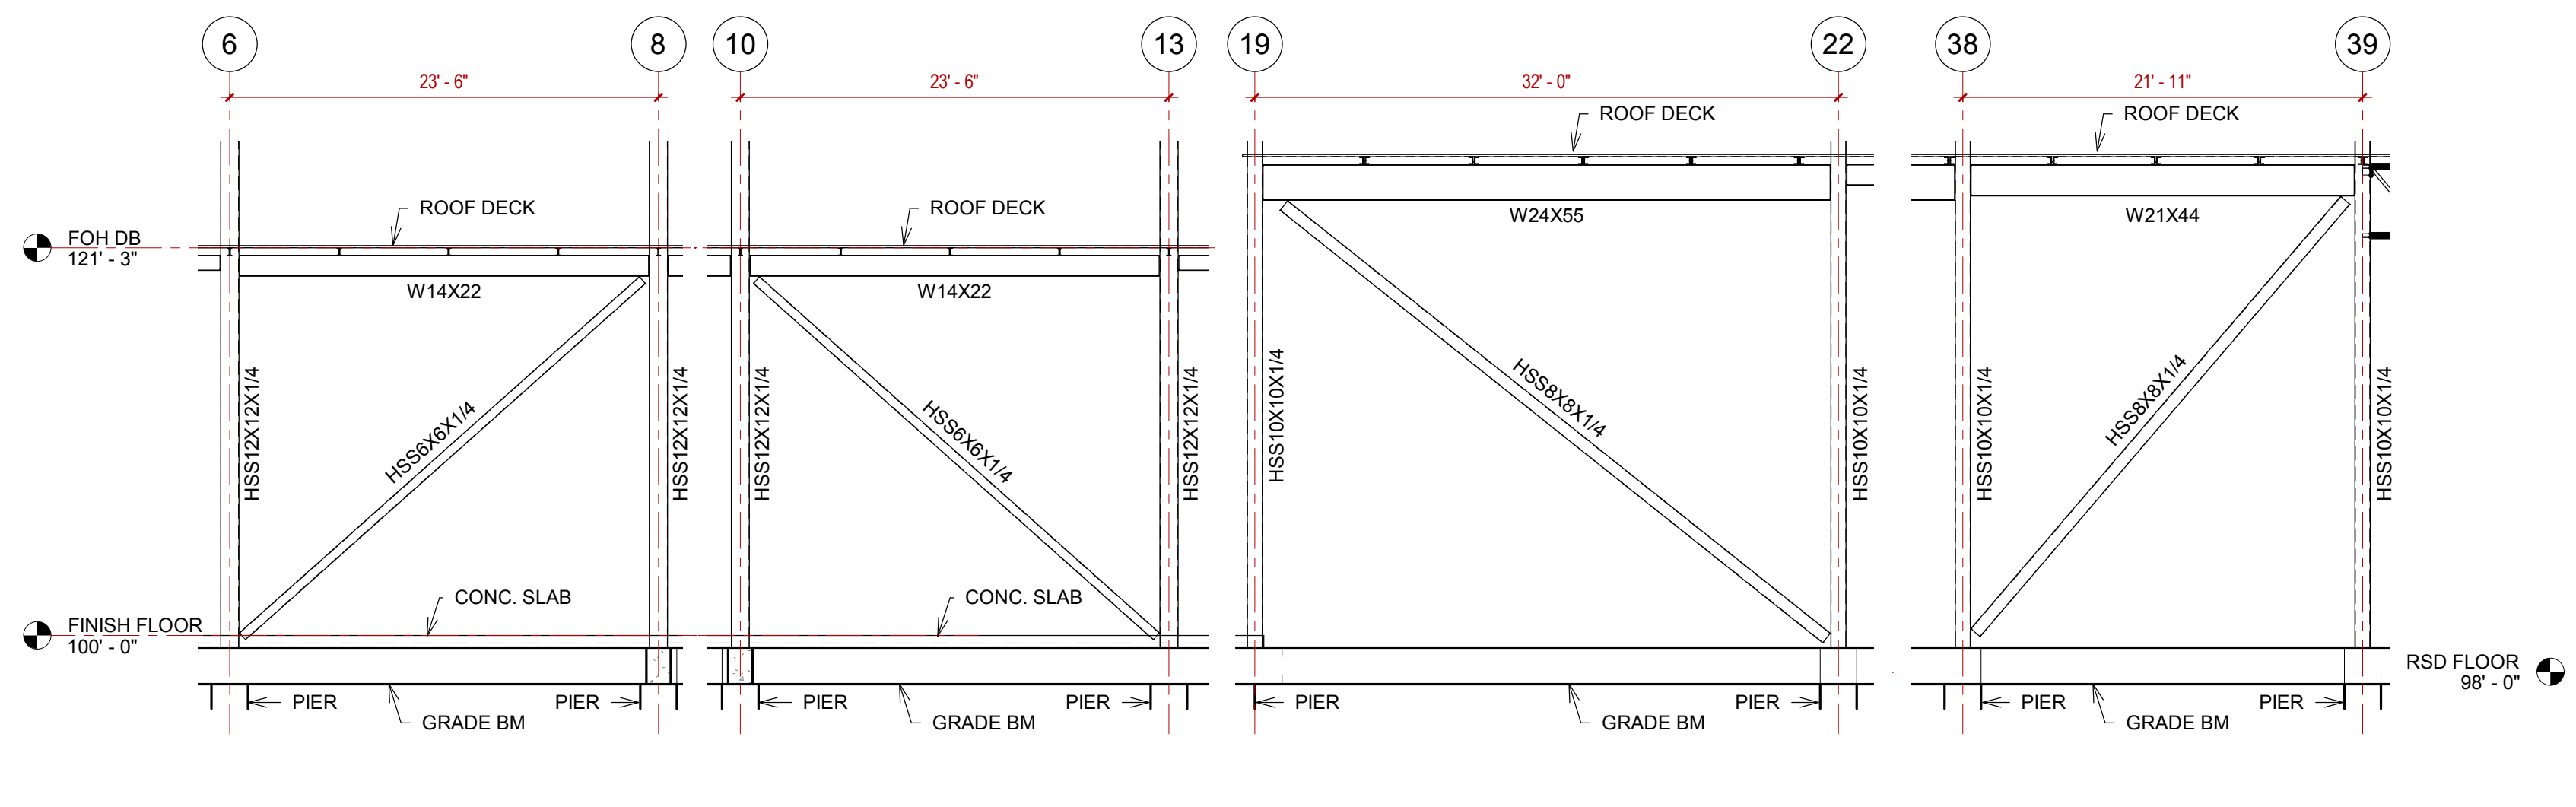 6
8
10
13
19
22
38
39
23' - 6"
23' - 6"
32' - 0"
21' - 11"
ROOF DECK
ROOF DECK
ROOF DECK
ROOF DECK
FOH DB
121' - 3"
W14X22
W14X22
W24X55
W21X44
HSS12X12X1/4
HSS6X6X1/4
HSS12X12X1/4
HSS12X12X1/4
HSS6X6X1/4
HSS12X12X1/4
HSS10X10X1/4
HSS8X8X1/4
HSS10X10X1/4
HSS10X10X1/4
HSS8X8X1/4
HSS10X10X1/4
CONC. SLAB
CONC. SLAB
FINISH FLOOR
100' - 0"
RSD FLOOR
98' - 0"
PIER
PIER
PIER
PIER
PIER
PIER
PIER
PIER
GRADE BM
GRADE BM
GRADE BM
GRADE BM